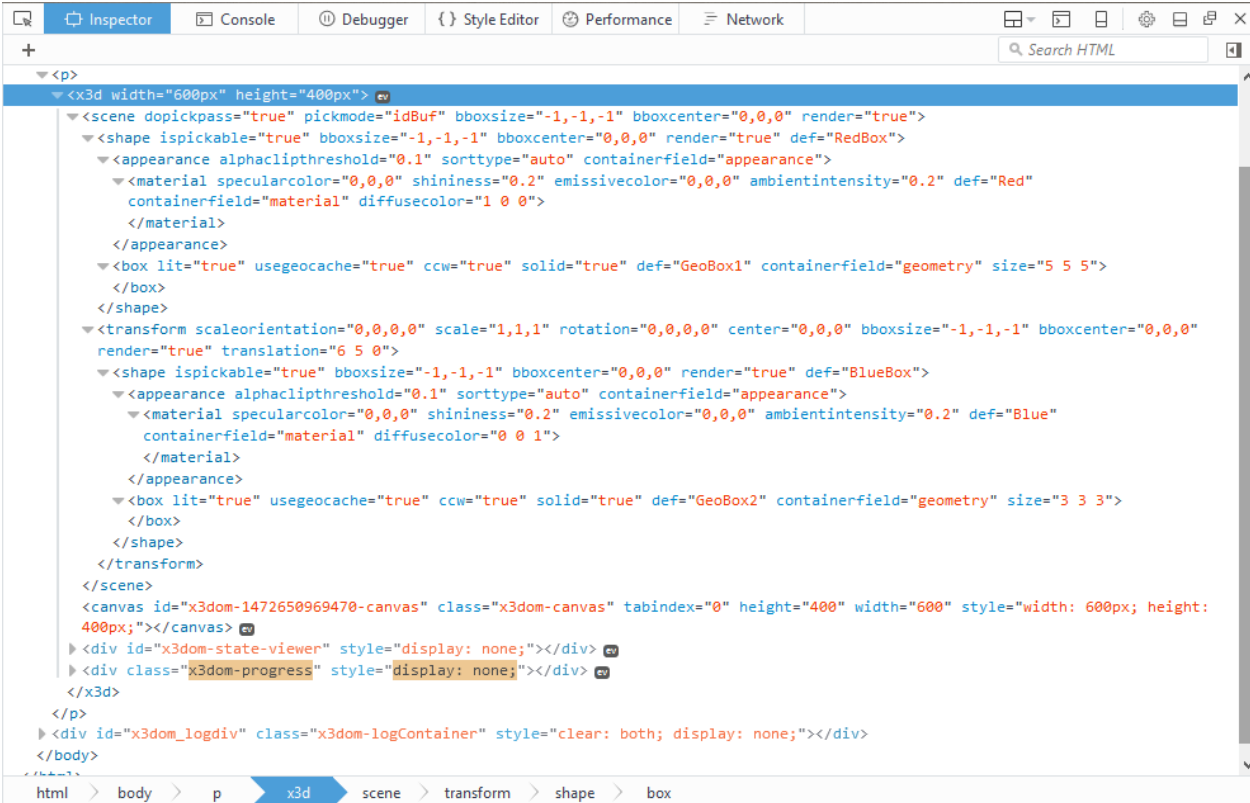 Inspector Console Debugger { } Style Editor Performance Network
+ Search HTML
<p>
<x3d width="600px" height="400px"> ev
<scene dopickpass="true" pickmode="idBuf" bboxsize="-1,-1,-1" bboxcenter="0,0,0" render="true">
<shape ispickable="true" bboxsize="-1,-1,-1" bboxcenter="0,0,0" render="true" def="RedBox">
<appearance alphaclipthreshold="0.1" sorttype="auto" containerfield="appearance">
<material specularcolor="0,0,0" shininess="0.2" emissivecolor="0,0,0" ambientintensity="0.2" def="Red"
containerfield="material" diffusecolor="1 0 0">
</material>
</appearance>
<box lit="true" usegeocache="true" ccw="true" solid="true" def="GeoBox1" containerfield="geometry" size="5 5 5">
</box>
</shape>
<transform scaleorientation="0,0,0,0" scale="1,1,1" rotation="0,0,0,0" center="0,0,0" bboxsize="-1,-1,-1" bboxcenter="0,0,0"
render="true" translation="6 5 0">
<shape ispickable="true" bboxsize="-1,-1,-1" bboxcenter="0,0,0" render="true" def="BlueBox">
<appearance alphaclipthreshold="0.1" sorttype="auto" containerfield="appearance">
<material specularcolor="0,0,0" shininess="0.2" emissivecolor="0,0,0" ambientintensity="0.2" def="Blue"
containerfield="material" diffusecolor="0 0 1">
</material>
</appearance>
<box lit="true" usegeocache="true" ccw="true" solid="true" def="GeoBox2" containerfield="geometry" size="3 3 3">
</box>
</shape>
</transform>
</scene>
<canvas id="x3dom-1472650969470-canvas" class="x3dom-canvas" tabindex="0" height="400" width="600" style="width: 600px; height:
400px;"></canvas> ev
<div id="x3dom-state-viewer" style="display: none;"></div> ev
<div class="x3dom-progress" style="display: none;"></div> ev
</x3d>
</p>
<div id="x3dom_logdiv" class="x3dom-logContainer" style="clear: both; display: none;"></div>
</body>
</html>
html body p x3d scene transform shape box